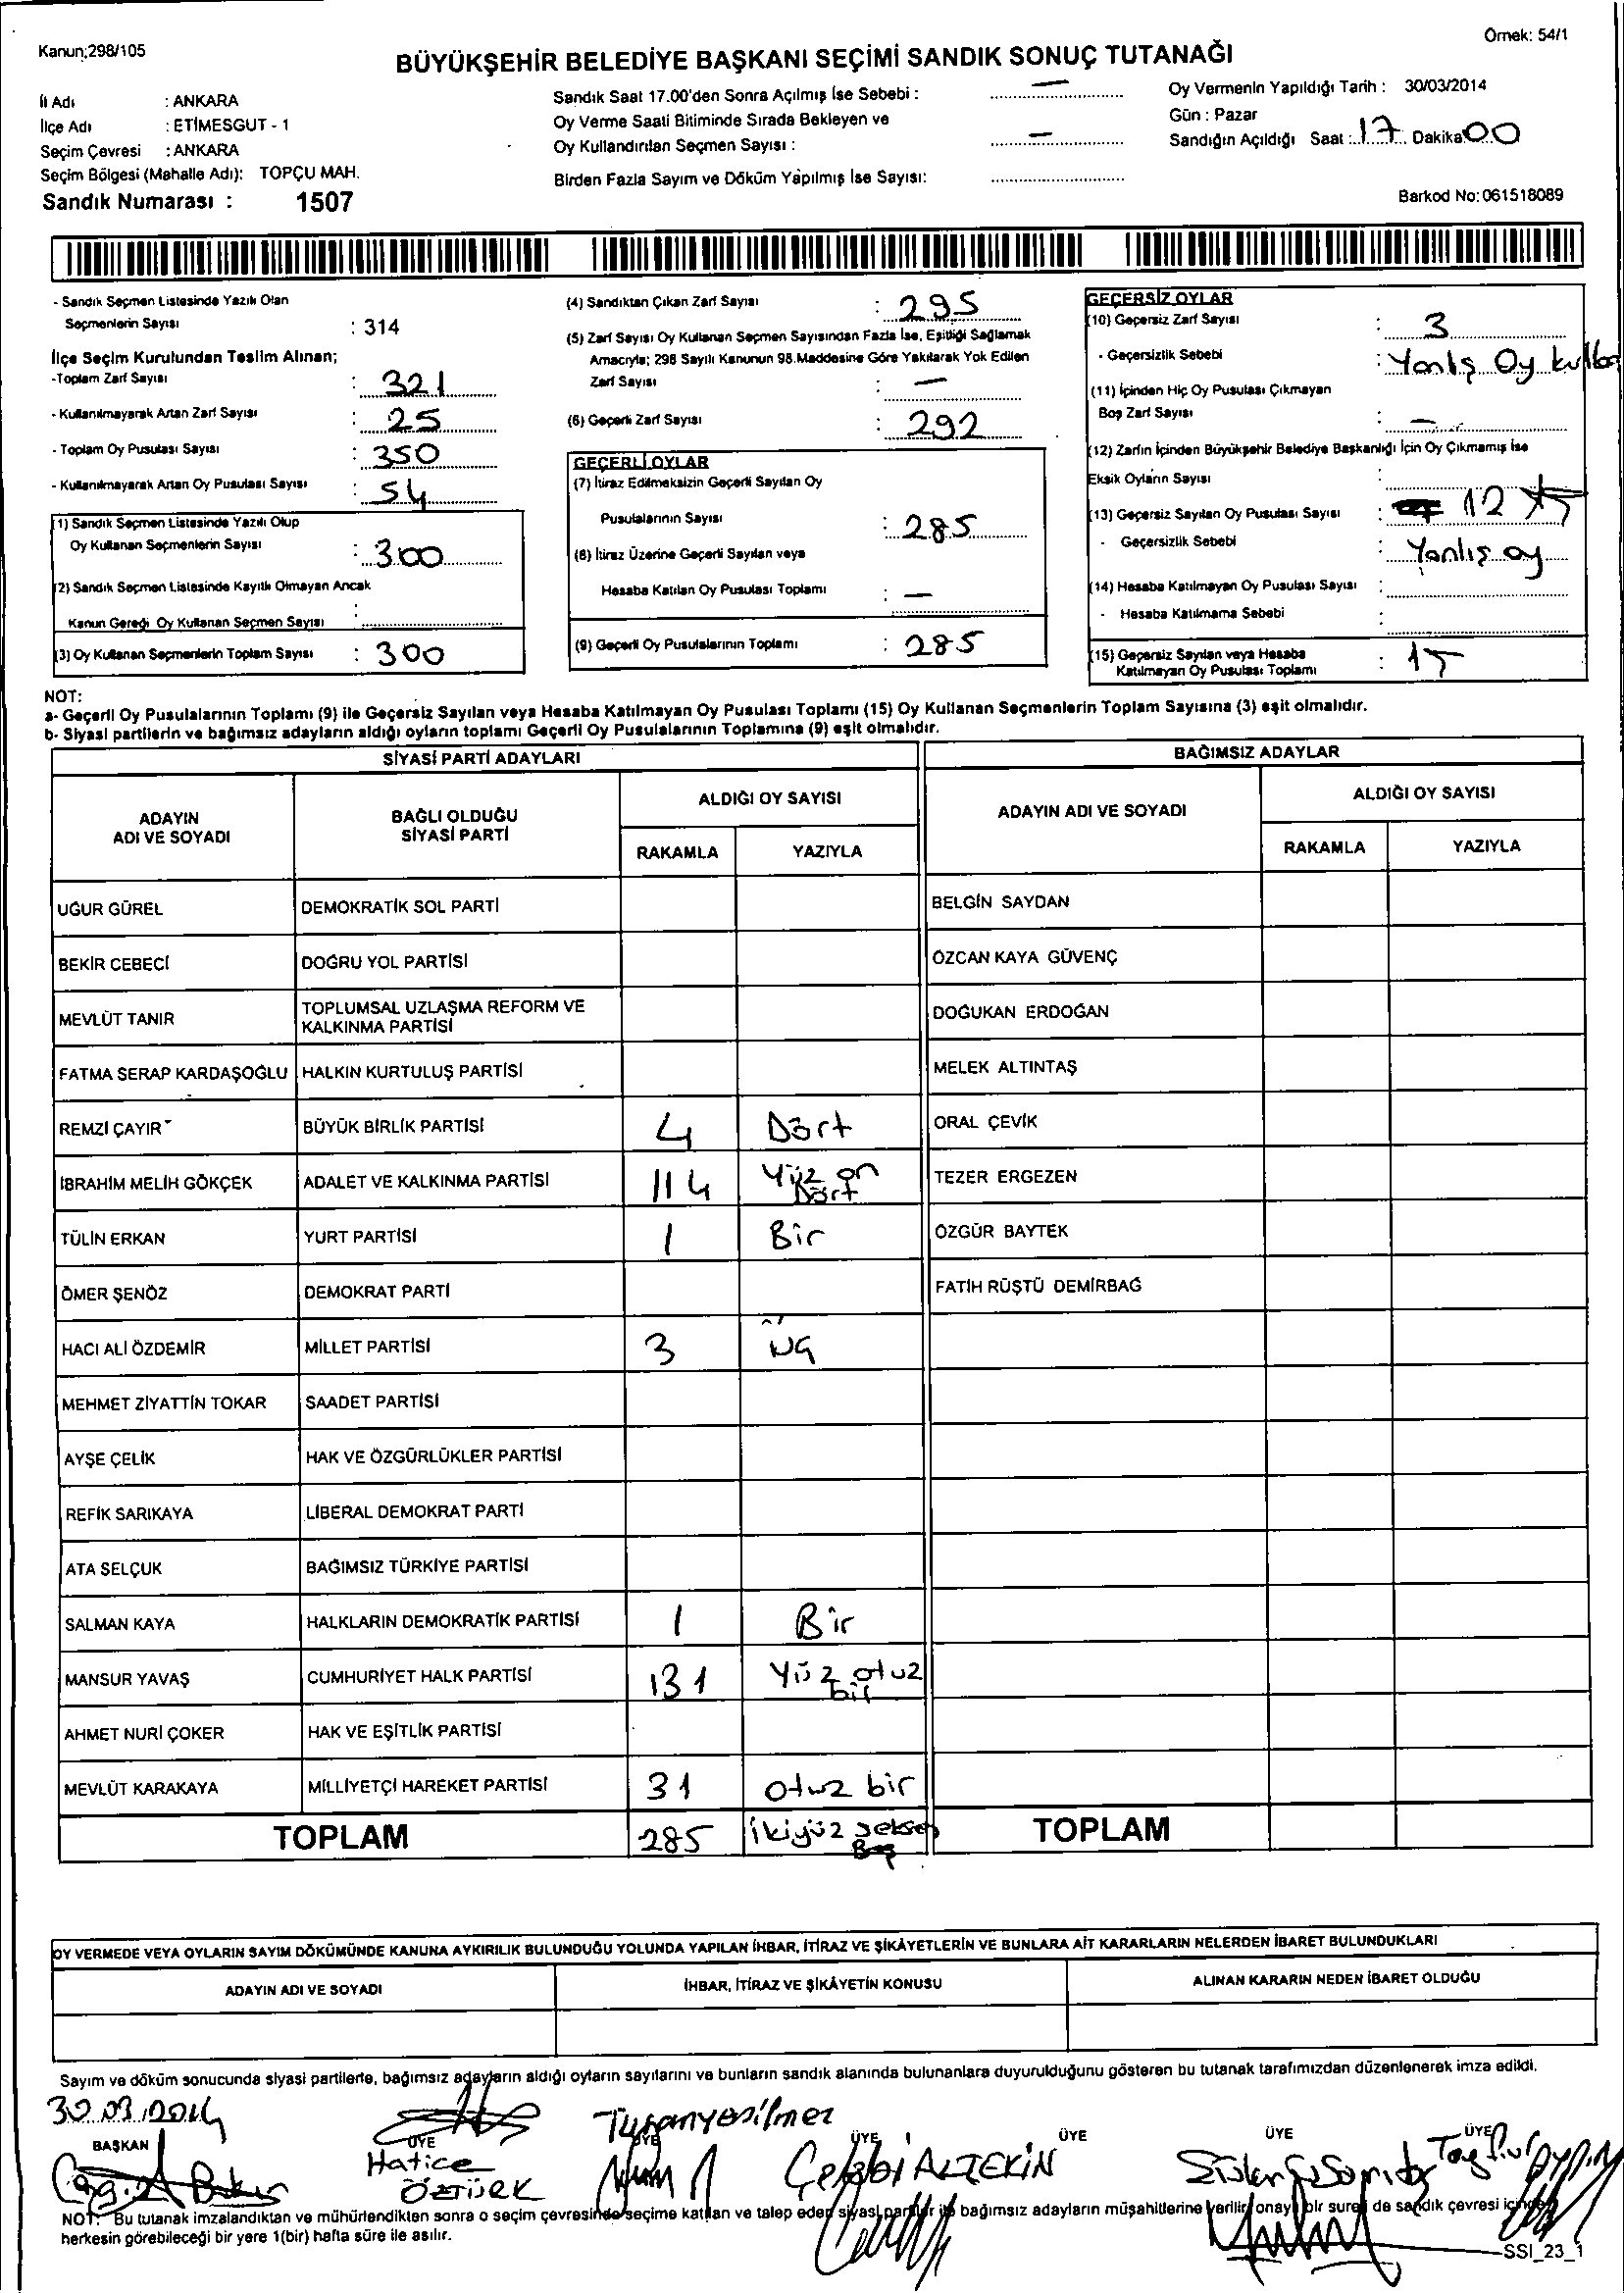 Kanun;298/105
Örnek: 54/1
BÜYÜKŞEHİR BELEDİYE BAŞKANI SEÇİMİ SANDIK SONUÇ TUTANAĞI
İl Adı : ANKARA
İlçe Adı : ETİMESGUT - 1
Seçim Çevresi : ANKARA
Seçim Bölgesi (Mahalle Adı): TOPÇU MAH.
Sandık Numarası : 1507
Sandık Saat 17.00'den Sonra Açılmış İse Sebebi : —
Oy Verme Saati Bitiminde Sırada Bekleyen ve
Oy Kullandırılan Seçmen Sayısı : —
Birden Fazla Sayım ve Döküm Yapılmış İse Sayısı:
Oy Vermenin Yapıldığı Tarih : 30/03/2014
Gün : Pazar
Sandığın Açıldığı Saat : 17 Dakika 00
Barkod No: 061518089
- Sandık Seçmen Listesinde Yazılı Olan
Seçmenlerin Sayısı : 314
İlçe Seçim Kurulundan Teslim Alınan;
-Toplam Zarf Sayısı : 321
- Kullanılmayarak Artan Zarf Sayısı : 25
- Toplam Oy Pusulası Sayısı : 350
- Kullanılmayarak Artan Oy Pusulası Sayısı : 54
(1) Sandık Seçmen Listesinde Yazılı Olup
Oy Kullanan Seçmenlerin Sayısı : 300
(2) Sandık Seçmen Listesinde Kayıtlı Olmayan Ancak
Kanun Gereği Oy Kullanan Seçmen Sayısı :
(3) Oy Kullanan Seçmenlerin Toplam Sayısı : 300
(4) Sandıktan Çıkan Zarf Sayısı : 295
(5) Zarf Sayısı Oy Kullanan Seçmen Sayısından Fazla İse, Eşitliği Sağlamak
Amacıyla; 298 Sayılı Kanunun 98.Maddesine Göre Yakılarak Yok Edilen
Zarf Sayısı : —
(6) Geçerli Zarf Sayısı : 292
GEÇERLİ OYLAR
(7) İtiraz Edilmeksizin Geçerli Sayılan Oy
Pusulalarının Sayısı : 285
(8) İtiraz Üzerine Geçerli Sayılan veya
Hesaba Katılan Oy Pusulası Toplamı : —
(9) Geçerli Oy Pusulalarının Toplamı : 285
GEÇERSİZ OYLAR
(10) Geçersiz Zarf Sayısı : 3
- Geçersizlik Sebebi : Yanlış Oy kulla
(11) İçinden Hiç Oy Pusulası Çıkmayan
Boş Zarf Sayısı : —
(12) Zarfın İçinden Büyükşehir Belediye Başkanlığı İçin Oy Çıkmamış İse
Eksik Oyların Sayısı :
(13) Geçersiz Sayılan Oy Pusulası Sayısı : 12
- Geçersizlik Sebebi : Yanlış oy
(14) Hesaba Katılmayan Oy Pusulası Sayısı :
- Hesaba Katılmama Sebebi :
(15) Geçersiz Sayılan veya Hesaba
Katılmayan Oy Pusulası Toplamı : 15
NOT:
a- Geçerli Oy Pusulalarının Toplamı (9) ile Geçersiz Sayılan veya Hesaba Katılmayan Oy Pusulası Toplamı (15) Oy Kullanan Seçmenlerin Toplam Sayısına (3) eşit olmalıdır.
b- Siyasi partilerin ve bağımsız adayların aldığı oyların toplamı Geçerli Oy Pusulalarının Toplamına (9) eşit olmalıdır.
SİYASİ PARTİ ADAYLARI
BAĞIMSIZ ADAYLAR
ADAYIN ADI VE SOYADI
BAĞLI OLDUĞU SİYASİ PARTİ
ALDIĞI OY SAYISI
RAKAMLA YAZIYLA
ADAYIN ADI VE SOYADI
ALDIĞI OY SAYISI
RAKAMLA YAZIYLA
UĞUR GÜREL DEMOKRATİK SOL PARTİ BELGİN SAYDAN
BEKİR CEBECİ DOĞRU YOL PARTİSİ ÖZCAN KAYA GÜVENÇ
MEVLÜT TANIR TOPLUMSAL UZLAŞMA REFORM VE KALKINMA PARTİSİ DOĞUKAN ERDOĞAN
FATMA SERAP KARDAŞOĞLU HALKIN KURTULUŞ PARTİSİ MELEK ALTINTAŞ
REMZİ ÇAYIR BÜYÜK BİRLİK PARTİSİ 4 Dört ORAL ÇEVİK
İBRAHİM MELİH GÖKÇEK ADALET VE KALKINMA PARTİSİ 114 Yüz on Dört TEZER ERGEZEN
TÜLİN ERKAN YURT PARTİSİ 1 Bir ÖZGÜR BAYTEK
ÖMER ŞENÖZ DEMOKRAT PARTİ FATİH RÜŞTÜ DEMİRBAĞ
HACI ALİ ÖZDEMİR MİLLET PARTİSİ 3 Üç
MEHMET ZİYATTİN TOKAR SAADET PARTİSİ
AYŞE ÇELİK HAK VE ÖZGÜRLÜKLER PARTİSİ
REFİK SARIKAYA LİBERAL DEMOKRAT PARTİ
ATA SELÇUK BAĞIMSIZ TÜRKİYE PARTİSİ
SALMAN KAYA HALKLARIN DEMOKRATİK PARTİSİ 1 Bir
MANSUR YAVAŞ CUMHURİYET HALK PARTİSİ 131 Yüz otuz bir
AHMET NURİ ÇOKER HAK VE EŞİTLİK PARTİSİ
MEVLÜT KARAKAYA MİLLİYETÇİ HAREKET PARTİSİ 31 otuz bir
TOPLAM 285 İkiyüz seksen Beş TOPLAM
OY VERMEDE VEYA OYLARIN SAYIM DÖKÜMÜNDE KANUNA AYKIRILIK BULUNDUĞU YOLUNDA YAPILAN İHBAR, İTİRAZ VE ŞİKÂYETLERİN VE BUNLARA AİT KARARLARIN NELERDEN İBARET BULUNDUKLARI
ADAYIN ADI VE SOYADI İHBAR, İTİRAZ VE ŞİKÂYETİN KONUSU ALINAN KARARIN NEDEN İBARET OLDUĞU
Sayım ve döküm sonucunda siyasi partilerle, bağımsız adayların aldığı oyların sayılarını ve bunların sandık alanında bulunanlara duyurulduğunu gösteren bu tutanak tarafımızdan düzenlenerek imza edildi.
30.03.2014
BAŞKAN ÜYE ÜYE ÜYE ÜYE ÜYE ÜYE
Hatice ÖZTÜRK
Çelebi ALTEKİN
NOT: Bu tutanak imzalandıktan ve mühürlendikten sonra o seçim çevresinde seçime katılan ve talep eden siyasi partiler ile bağımsız adayların müşahitlerine verilir, onaylı bir sureti de sandık çevresi içinde
herkesin görebileceği bir yere 1(bir) hafta süre ile asılır.
SSI_23_1